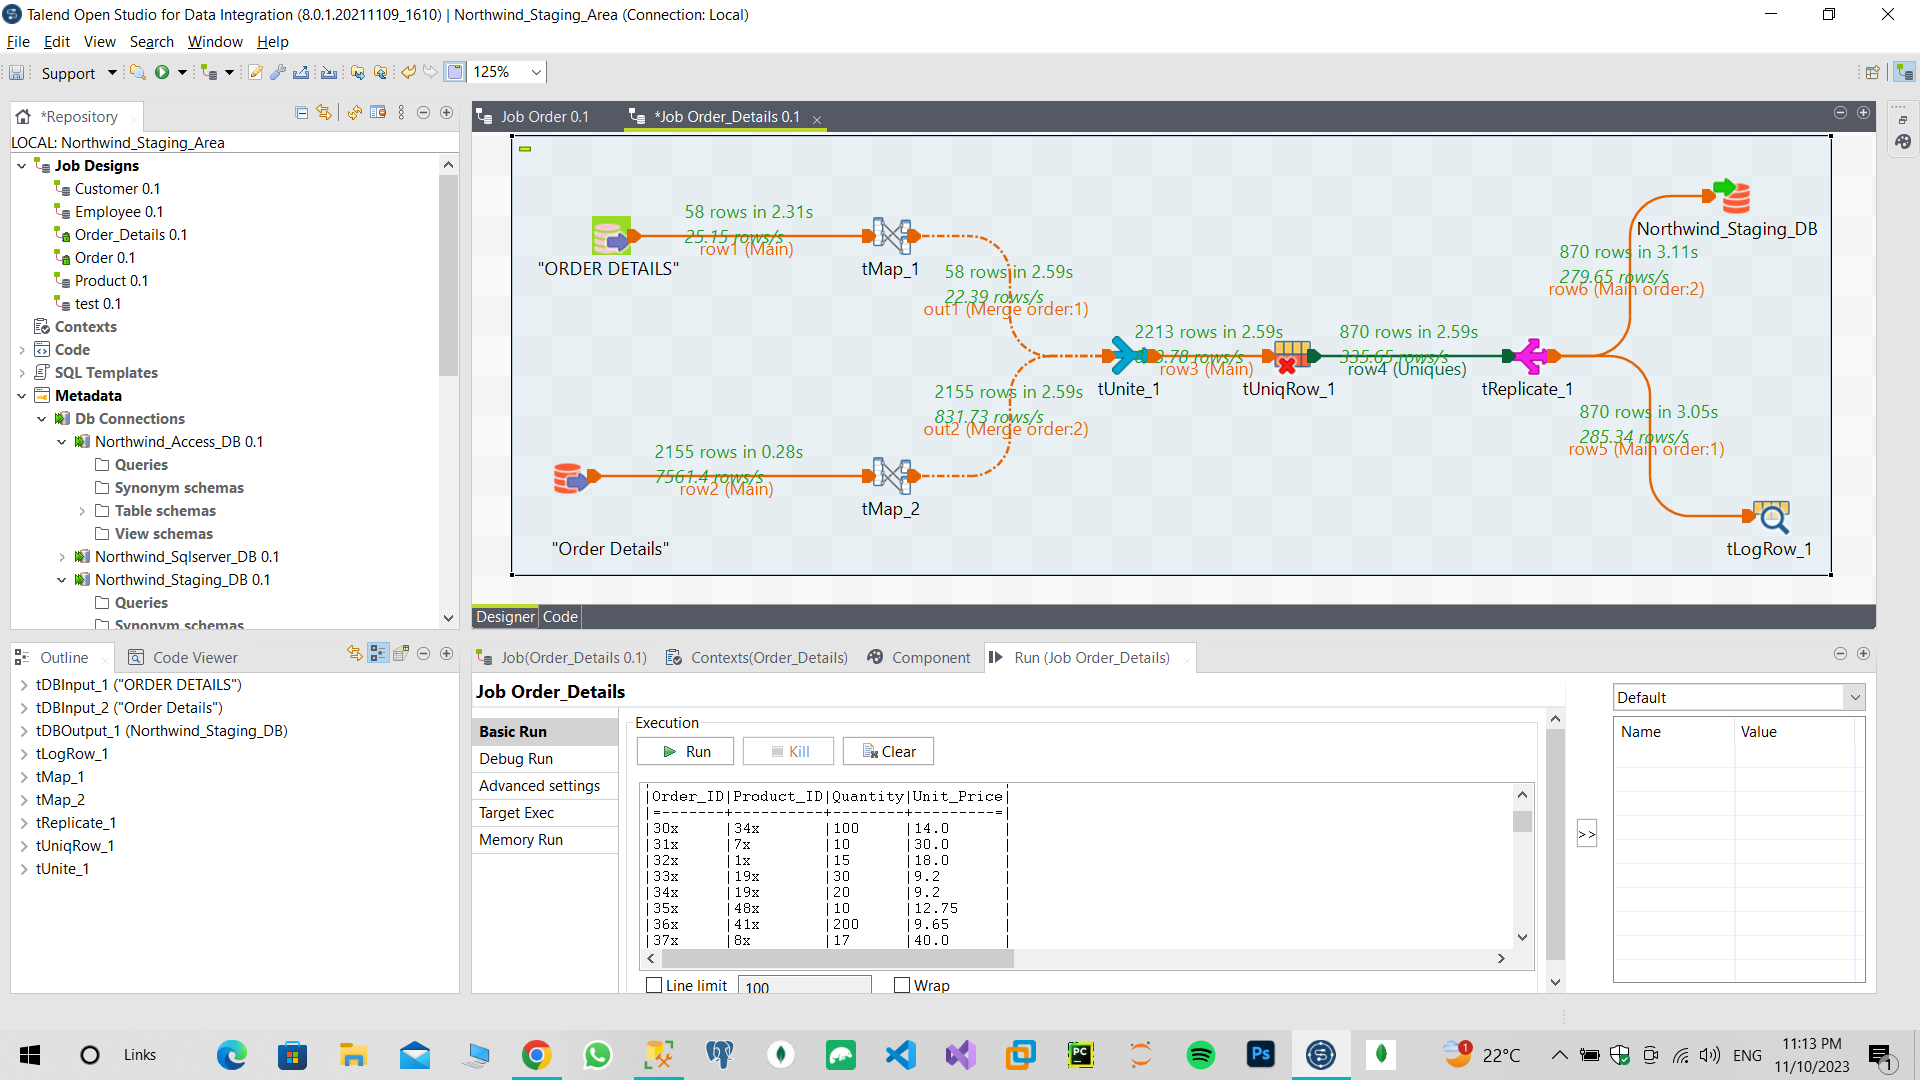 Talend Open Studio for Data Integration (8.0.1.20211109_1610) | Northwind_Staging_Area (Connection: Local)
File Edit View Search Window Help
Support 125%
*Repository
LOCAL: Northwind_Staging_Area
Job Designs
Customer 0.1
Employee 0.1
Order_Details 0.1
Order 0.1
Product 0.1
test 0.1
Contexts
Code
SQL Templates
Metadata
Db Connections
Northwind_Access_DB 0.1
Queries
Synonym schemas
Table schemas
View schemas
Northwind_Sqlserver_DB 0.1
Northwind_Staging_DB 0.1
Queries
Synonym schemas
Job Order 0.1
*Job Order_Details 0.1
58 rows in 2.31s
25.15 rows/s
row1 (Main)
"ORDER DETAILS"
tMap_1
58 rows in 2.59s
22.39 rows/s
out1 (Merge order:1)
2213 rows in 2.59s
row3 (Main)
tUnite_1
tUniqRow_1
870 rows in 2.59s
335.65 rows/s
row4 (Uniques)
tReplicate_1
Northwind_Staging_DB
870 rows in 3.11s
279.65 rows/s
row6 (Main order:2)
870 rows in 3.05s
285.34 rows/s
row5 (Main order:1)
tLogRow_1
2155 rows in 2.59s
831.73 rows/s
out2 (Merge order:2)
2155 rows in 0.28s
7561.4 rows/s
row2 (Main)
tMap_2
"Order Details"
Designer Code
Outline
Code Viewer
tDBInput_1 ("ORDER DETAILS")
tDBInput_2 ("Order Details")
tDBOutput_1 (Northwind_Staging_DB)
tLogRow_1
tMap_1
tMap_2
tReplicate_1
tUniqRow_1
tUnite_1
Job(Order_Details 0.1) Contexts(Order_Details) Component Run (Job Order_Details)
Job Order_Details
Basic Run
Debug Run
Advanced settings
Target Exec
Memory Run
Execution
Run Kill Clear
|Order_ID|Product_ID|Quantity|Unit_Price|
|=-------+----------+--------+---------=|
|30x |34x |100 |14.0 |
|31x |7x |10 |30.0 |
|32x |1x |15 |18.0 |
|33x |19x |30 |9.2 |
|34x |19x |20 |9.2 |
|35x |48x |10 |12.75 |
|36x |41x |200 |9.65 |
|37x |8x |17 |40.0 |
Line limit 100 Wrap
>>
Default
Name Value
Links
PC
Ps
1
22°C
ENG
11:13 PM
11/10/2023
1